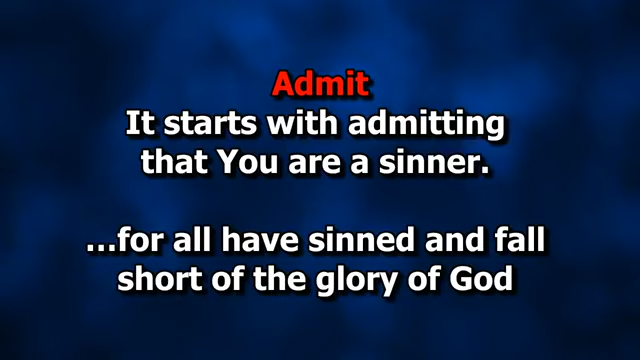 Admit
It starts with admitting
that You are a sinner.
...for all have sinned and fall
short of the glory of God